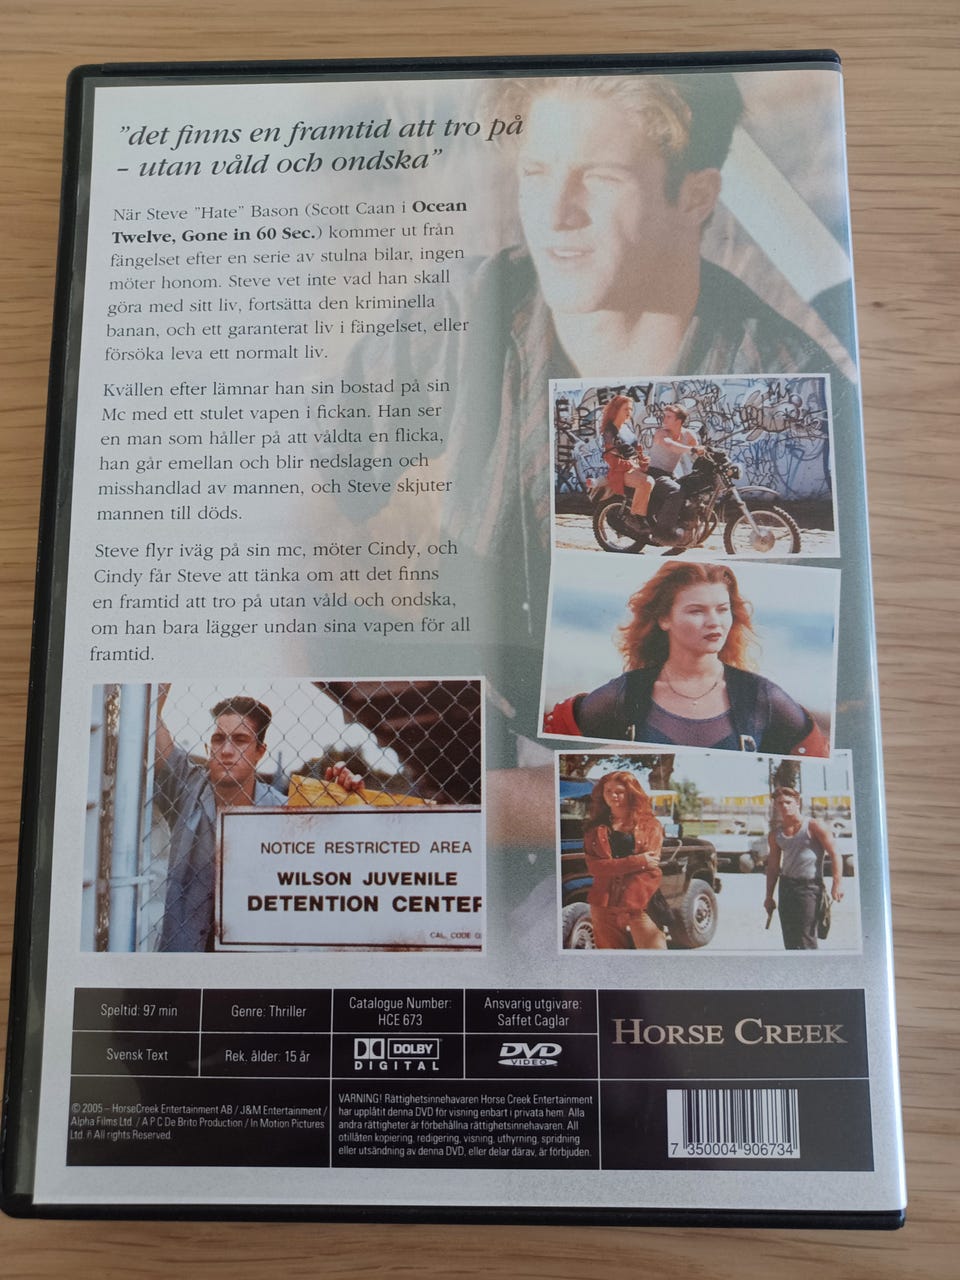 "det finns en framtid att tro på
– utan våld och ondska"
När Steve "Hate" Bason (Scott Caan i Ocean
Twelve, Gone in 60 Sec.) kommer ut från
fängelset efter en serie av stulna bilar, ingen
möter honom. Steve vet inte vad han skall
göra med sitt liv, fortsätta den kriminella
banan, och ett garanterat liv i fängelset, eller
försöka leva ett normalt liv.
Kvällen efter lämnar han sin bostad på sin
Mc med ett stulet vapen i fickan. Han ser
en man som håller på att våldta en flicka,
han går emellan och blir nedslagen och
misshandlad av mannen, och Steve skjuter
mannen till döds.
Steve flyr iväg på sin mc, möter Cindy, och
Cindy får Steve att tänka om att det finns
en framtid att tro på utan våld och ondska,
om han bara lägger undan sina vapen för all
framtid.
NOTICE RESTRICTED AREA
WILSON JUVENILE
DETENTION CENTER
CAL. CODE
Speltid: 97 min
Genre: Thriller
Catalogue Number:
HCE 673
Ansvarig utgivare:
Saffet Caglar
HORSE CREEK
Svensk Text
Rek. ålder: 15 år
DOLBY
DIGITAL
DVD
VIDEO
© 2005 – HorseCreek Entertainment AB / J&M Entertainment /
Alpha Films Ltd / A P C De Brito Production / In Motion Pictures
Ltd. ñ All rights Reserved.
VARNING! Rättighetsinnehavaren Horse Creek Entertainment
har upplåtit denna DVD för visning enbart i privata hem. Alla
andra rättigheter är förbehållna rättighetsinnehavaren. All
otillåten kopiering, redigering, visning, uthyrning, spridning
eller utsändning av denna DVD, eller delar därav, är förbjuden.
7 350004 906734